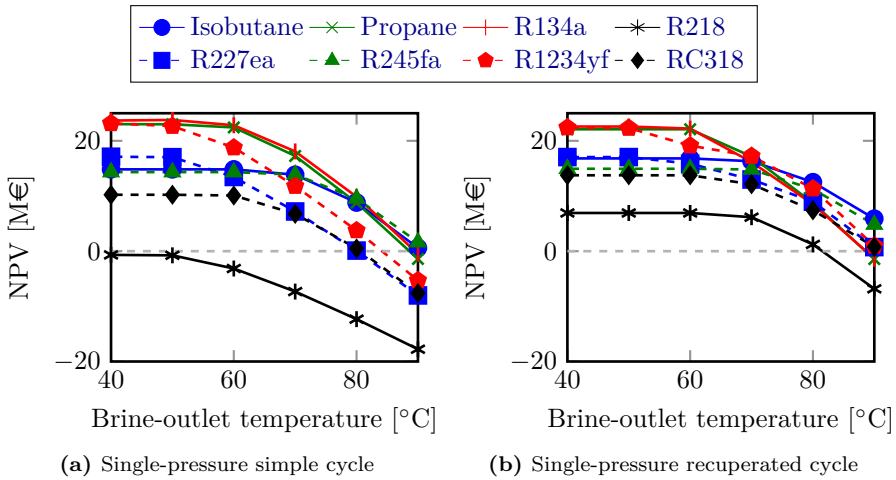 Isobutane Propane R134a R218
R227ea R245fa R1234yf RC318
20
0
−20
40 60 80
NPV [M€]
Brine-outlet temperature [°C]
(a) Single-pressure simple cycle
20
0
−20
40 60 80
NPV [M€]
Brine-outlet temperature [°C]
(b) Single-pressure recuperated cycle